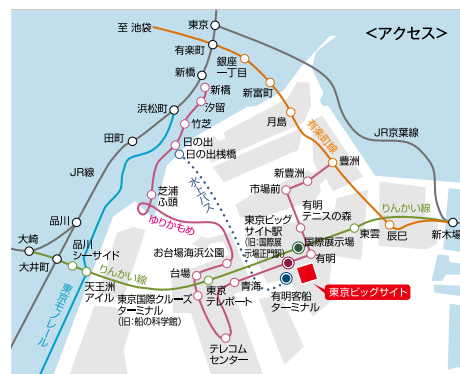 <アクセス>
至 池袋
東京
有楽町
銀座
一丁目
新橋
新橋
新富町
浜松町
汐留
竹芝
月島
有楽町線
JR京葉線
田町
日の出
日の出桟橋
豊洲
新豊洲
JR線
水上バス
市場前
芝浦
ふ頭
ゆりかもめ
有明
テニスの森
品川
東京ビッグ
サイト駅
(旧:国際展
示場正門駅)
国際展示場
りんかい線
東雲
辰巳
新木場
大崎
品川
シーサイド
お台場海浜公園
大井町
りんかい線
台場
有明
天王洲
アイル
東京モノレール
東京国際クルーズ
ターミナル
(旧:船の科学館)
東京
テレポート
青海
有明客船
ターミナル
東京ビッグサイト
テレコム
センター